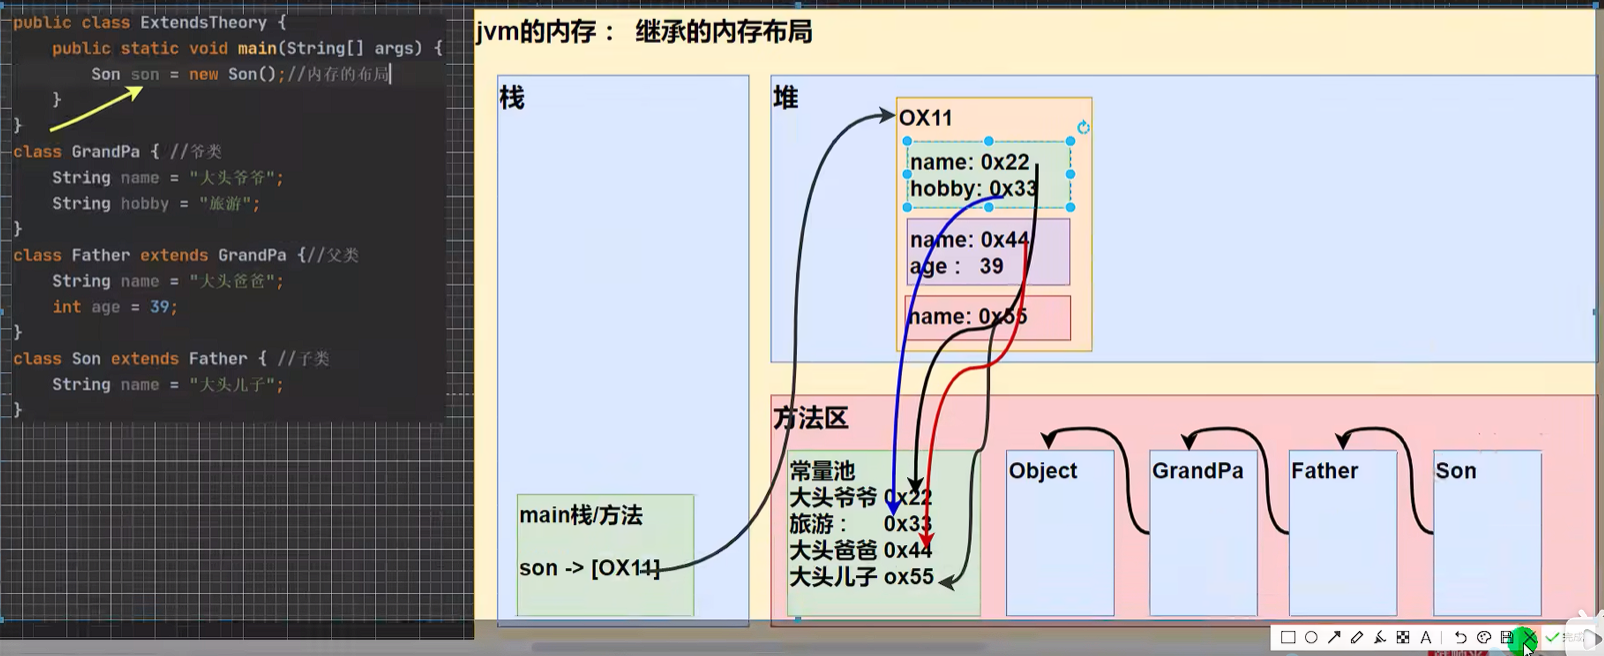 public class ExtendsTheory {
public static void main(String[] args) {
Son son = new Son();//内存的布局
}
}
class GrandPa { //爷类
String name = "大头爷爷";
String hobby = "旅游";
}
class Father extends GrandPa {//父类
String name = "大头爸爸";
int age = 39;
}
class Son extends Father { //子类
String name = "大头儿子";
}
jvm的内存： 继承的内存布局
栈
main栈/方法
son -> [OX11]
堆
OX11
name: 0x22
hobby: 0x33
name: 0x44
age： 39
name: 0x55
方法区
常量池
大头爷爷 0x22
旅游： 0x33
大头爸爸 0x44
大头儿子 ox55
Object
GrandPa
Father
Son
A
完成